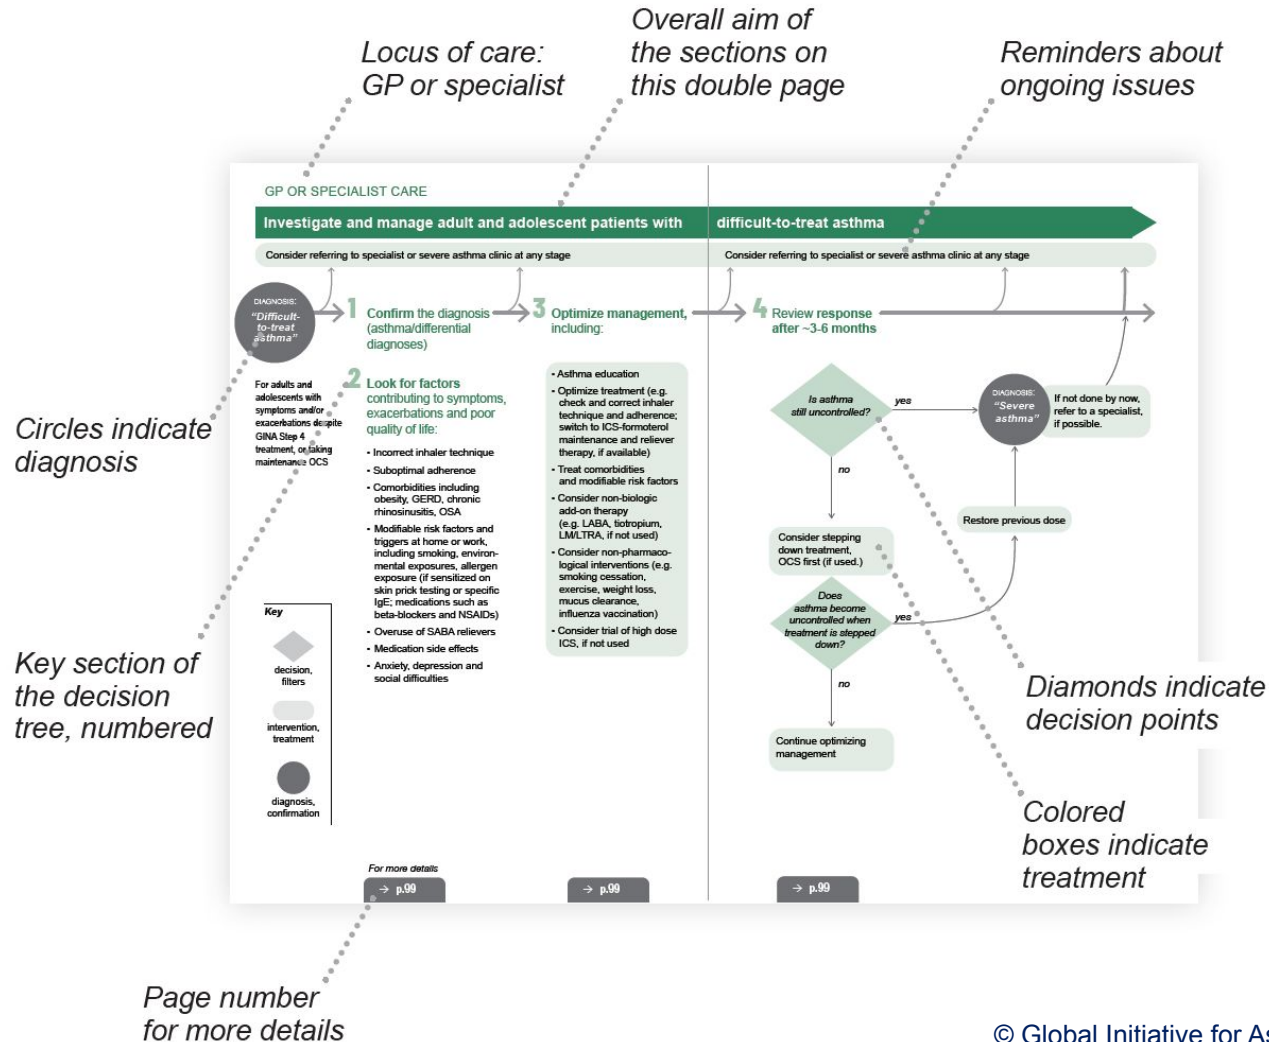 Locus of care:
GP or specialist
Overall aim of
the sections on
this double page
Reminders about
ongoing issues
GP OR SPECIALIST CARE
Investigate and manage adult and adolescent patients with difficult-to-treat asthma
Consider referring to specialist or severe asthma clinic at any stage
Consider referring to specialist or severe asthma clinic at any stage
DIAGNOSIS:
"Difficult-
to-treat
asthma"
For adults and
adolescents with
symptoms and/or
exacerbations despite
GINA Step 4
treatment, or taking
maintenance OCS
1 Confirm the diagnosis
(asthma/differential
diagnoses)
2 Look for factors
contributing to symptoms,
exacerbations and poor
quality of life:
• Incorrect inhaler technique
• Suboptimal adherence
• Comorbidities including
obesity, GERD, chronic
rhinosinusitis, OSA
• Modifiable risk factors and
triggers at home or work,
including smoking, environ-
mental exposures, allergen
exposure (if sensitized on
skin prick testing or specific
IgE; medications such as
beta-blockers and NSAIDs)
• Overuse of SABA relievers
• Medication side effects
• Anxiety, depression and
social difficulties
3 Optimize management,
including:
• Asthma education
• Optimize treatment (e.g.
check and correct inhaler
technique and adherence;
switch to ICS-formoterol
maintenance and reliever
therapy, if available)
• Treat comorbidities
and modifiable risk factors
• Consider non-biologic
add-on therapy
(e.g. LABA, tiotropium,
LM/LTRA, if not used)
• Consider non-pharmaco-
logical interventions (e.g.
smoking cessation,
exercise, weight loss,
mucus clearance,
influenza vaccination)
• Consider trial of high dose
ICS, if not used
4 Review response
after ~3-6 months
Is asthma
still uncontrolled?
yes
no
DIAGNOSIS:
"Severe
asthma"
If not done by now,
refer to a specialist,
if possible.
Restore previous dose
Consider stepping
down treatment,
OCS first (if used.)
Does
asthma become
uncontrolled when
treatment is stepped
down?
yes
no
Continue optimizing
management
Key
decision,
filters
intervention,
treatment
diagnosis,
confirmation
For more details
→ p.99
→ p.99
→ p.99
Circles indicate
diagnosis
Key section of
the decision
tree, numbered
Diamonds indicate
decision points
Colored
boxes indicate
treatment
Page number
for more details
© Global Initiative for As